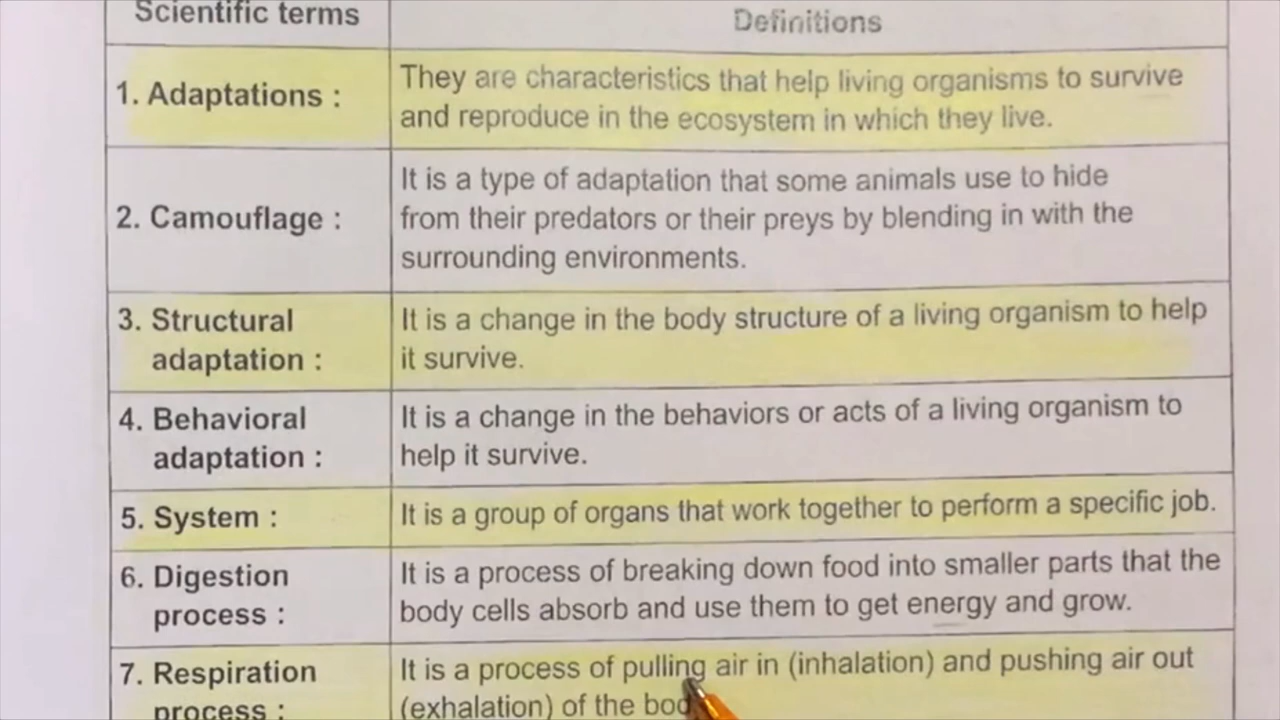 Scientific terms
Definitions
1. Adaptations :
They are characteristics that help living organisms to survive
and reproduce in the ecosystem in which they live.
2. Camouflage :
It is a type of adaptation that some animals use to hide
from their predators or their preys by blending in with the
surrounding environments.
3. Structural
adaptation :
It is a change in the body structure of a living organism to help
it survive.
4. Behavioral
adaptation :
It is a change in the behaviors or acts of a living organism to
help it survive.
5. System :
It is a group of organs that work together to perform a specific job.
6. Digestion
process :
It is a process of breaking down food into smaller parts that the
body cells absorb and use them to get energy and grow.
7. Respiration
process :
It is a process of pulling air in (inhalation) and pushing air out
(exhalation) of the